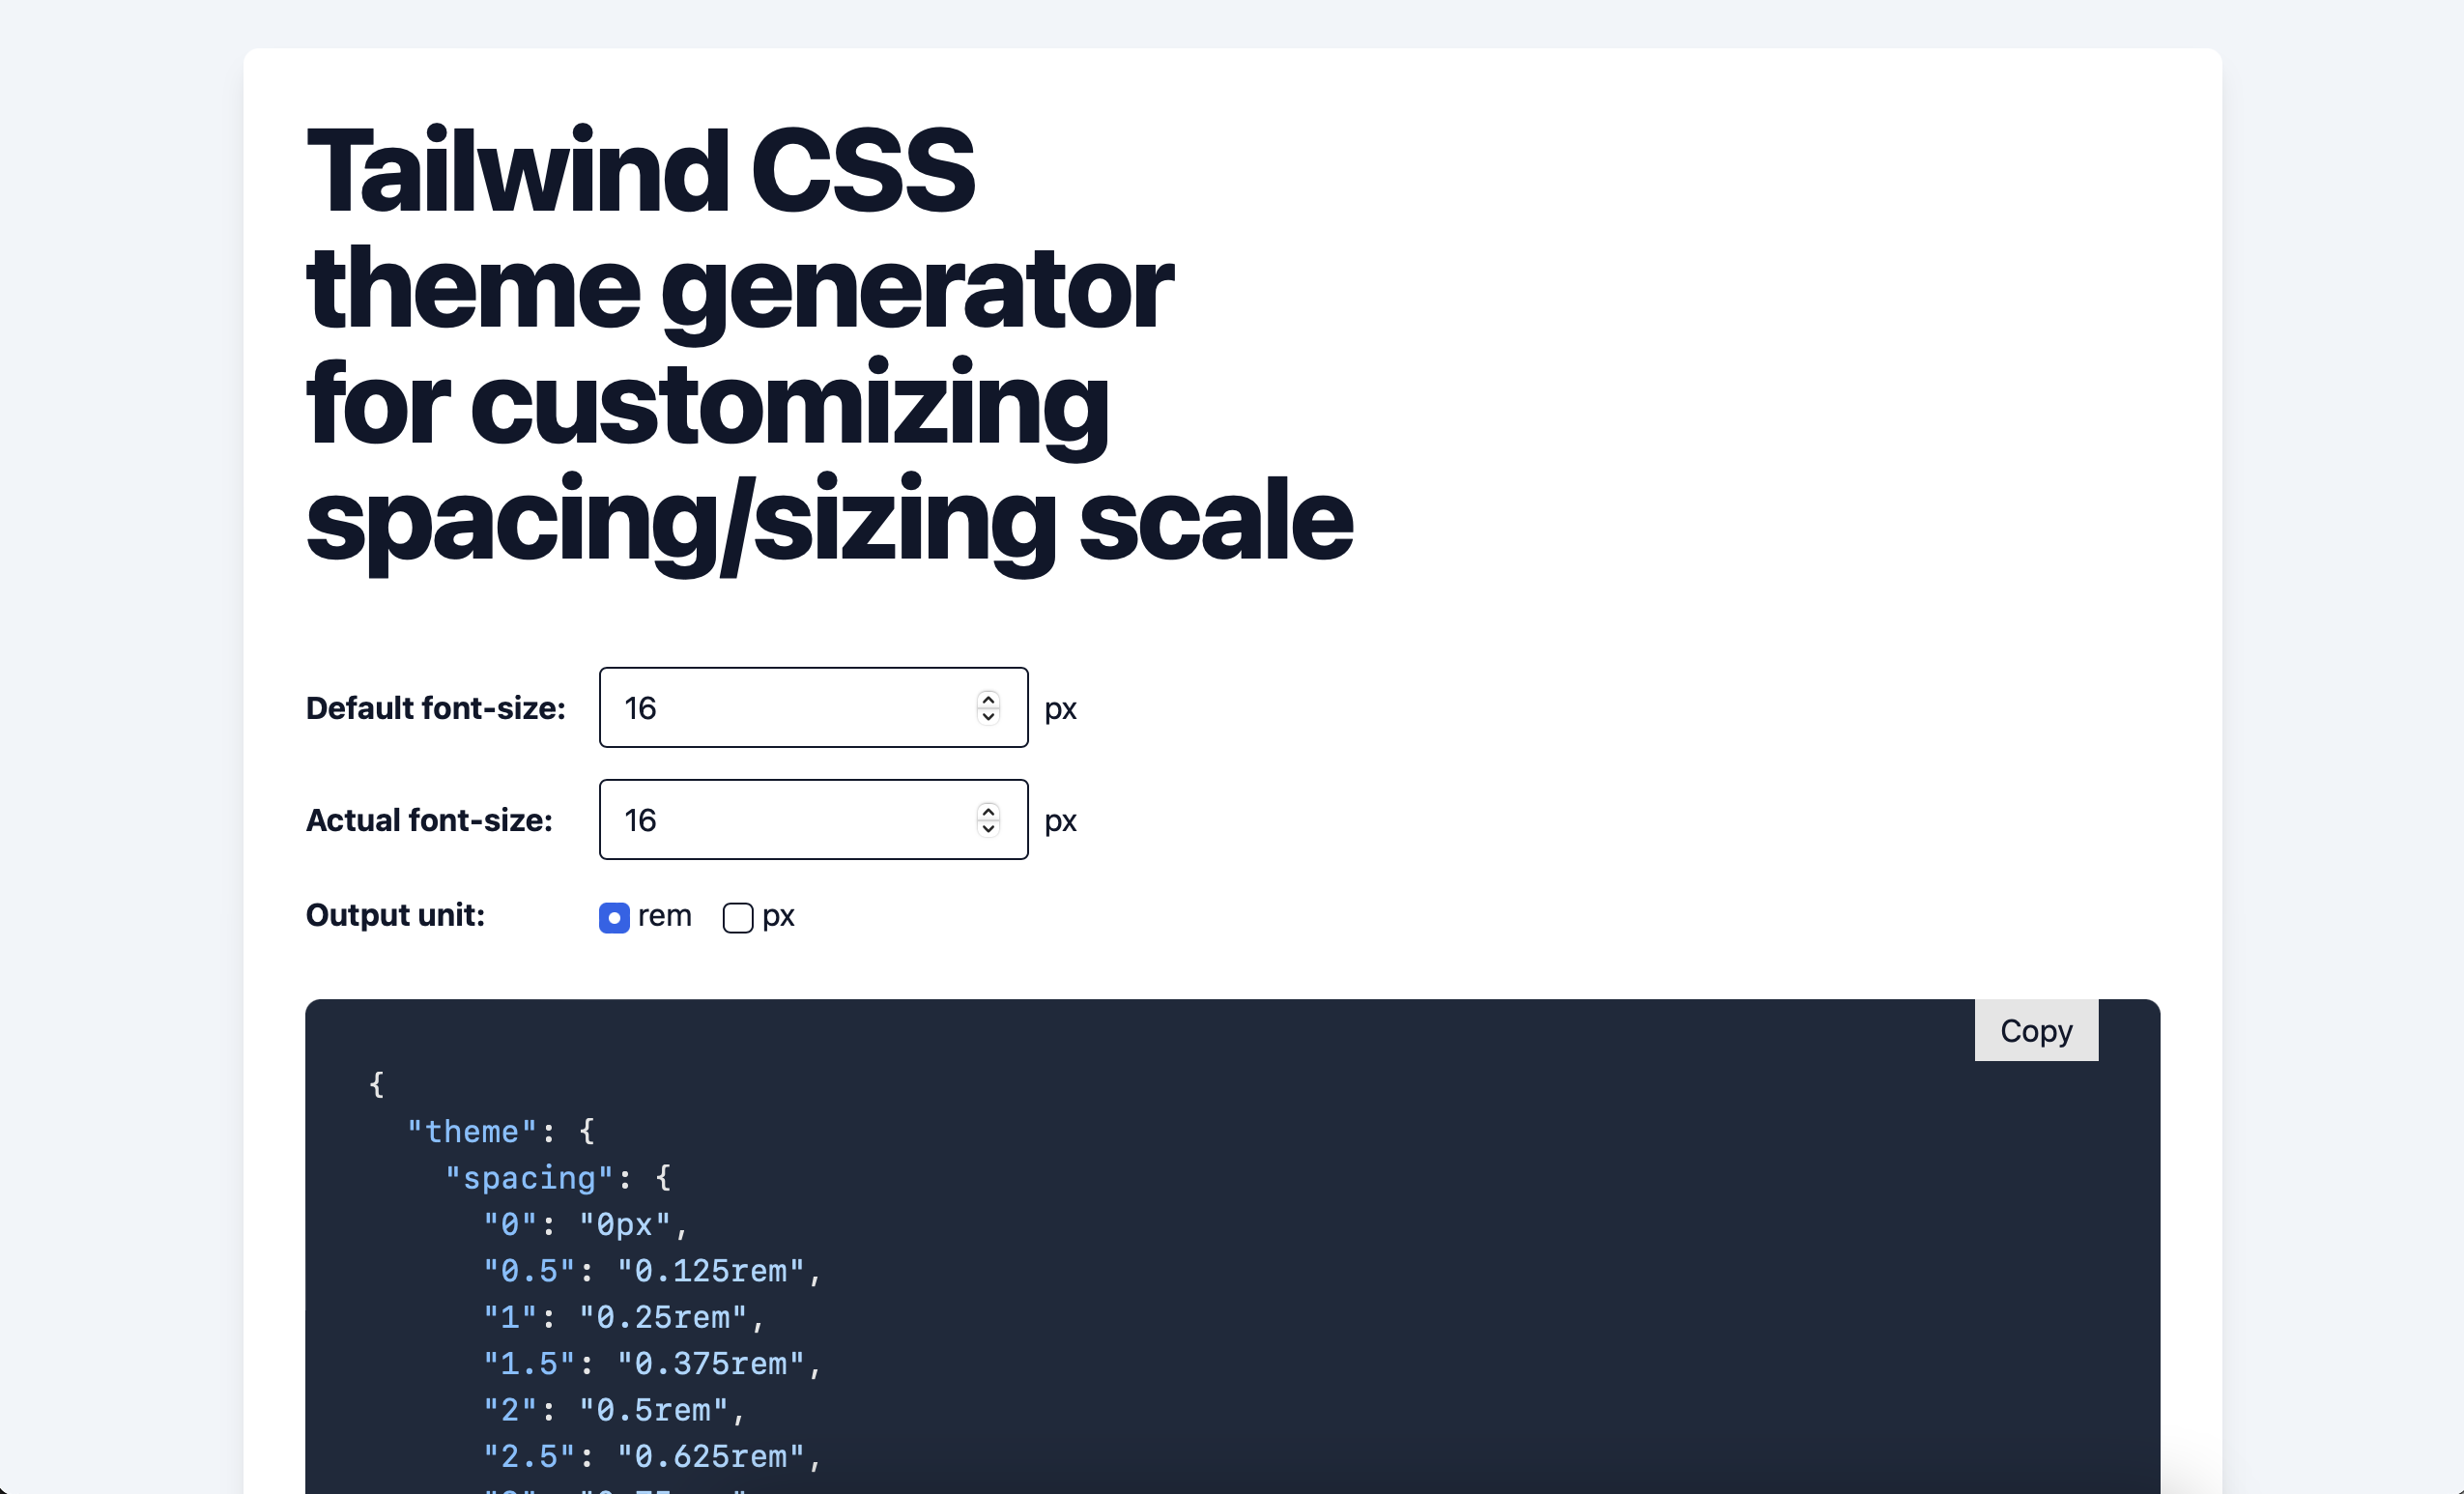 Tailwind CSS
theme generator
for customizing
spacing/sizing scale
Default font-size: 16 px
Actual font-size: 16 px
Output unit: rem px
Copy
{
"theme": {
"spacing": {
"0": "0px",
"0.5": "0.125rem",
"1": "0.25rem",
"1.5": "0.375rem",
"2": "0.5rem",
"2.5": "0.625rem",